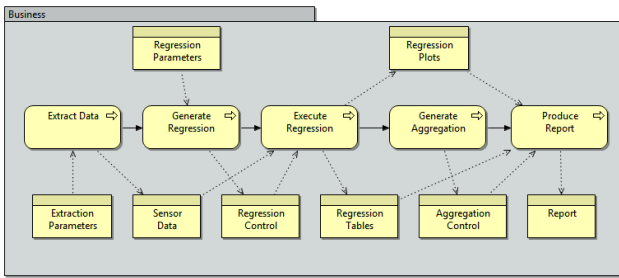 Business
Regression
Parameters
Regression
Plots
Extract Data
Generate
Regression
Execute
Regression
Generate
Aggregation
Produce
Report
Extraction
Parameters
Sensor
Data
Regression
Control
Regression
Tables
Aggregation
Control
Report